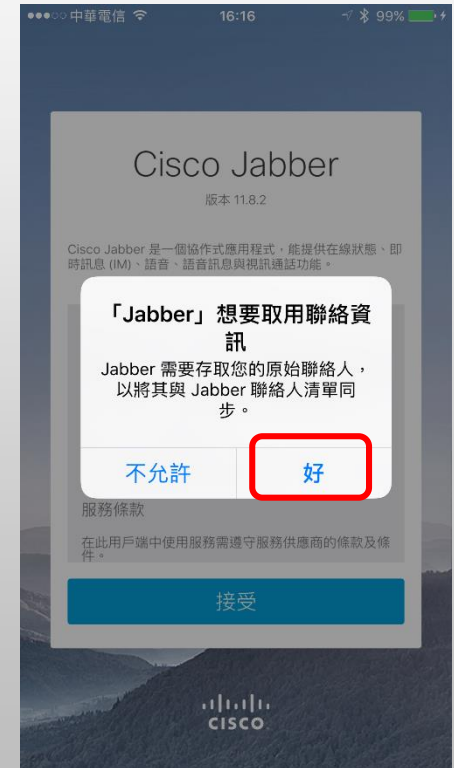 中華電信
16:16
99%
Cisco Jabber
版本 11.8.2
Cisco Jabber 是一個協作式應用程式，能提供在線狀態、即
時訊息 (IM)、語音、語音訊息與視訊通話功能。
「Jabber」想要取用聯絡資
訊
Jabber 需要存取您的原始聯絡人，
以將其與 Jabber 聯絡人清單同
步。
不允許
好
服務條款
在此用戶端中使用服務需遵守服務供應商的條款及條
件。
接受
CISCO